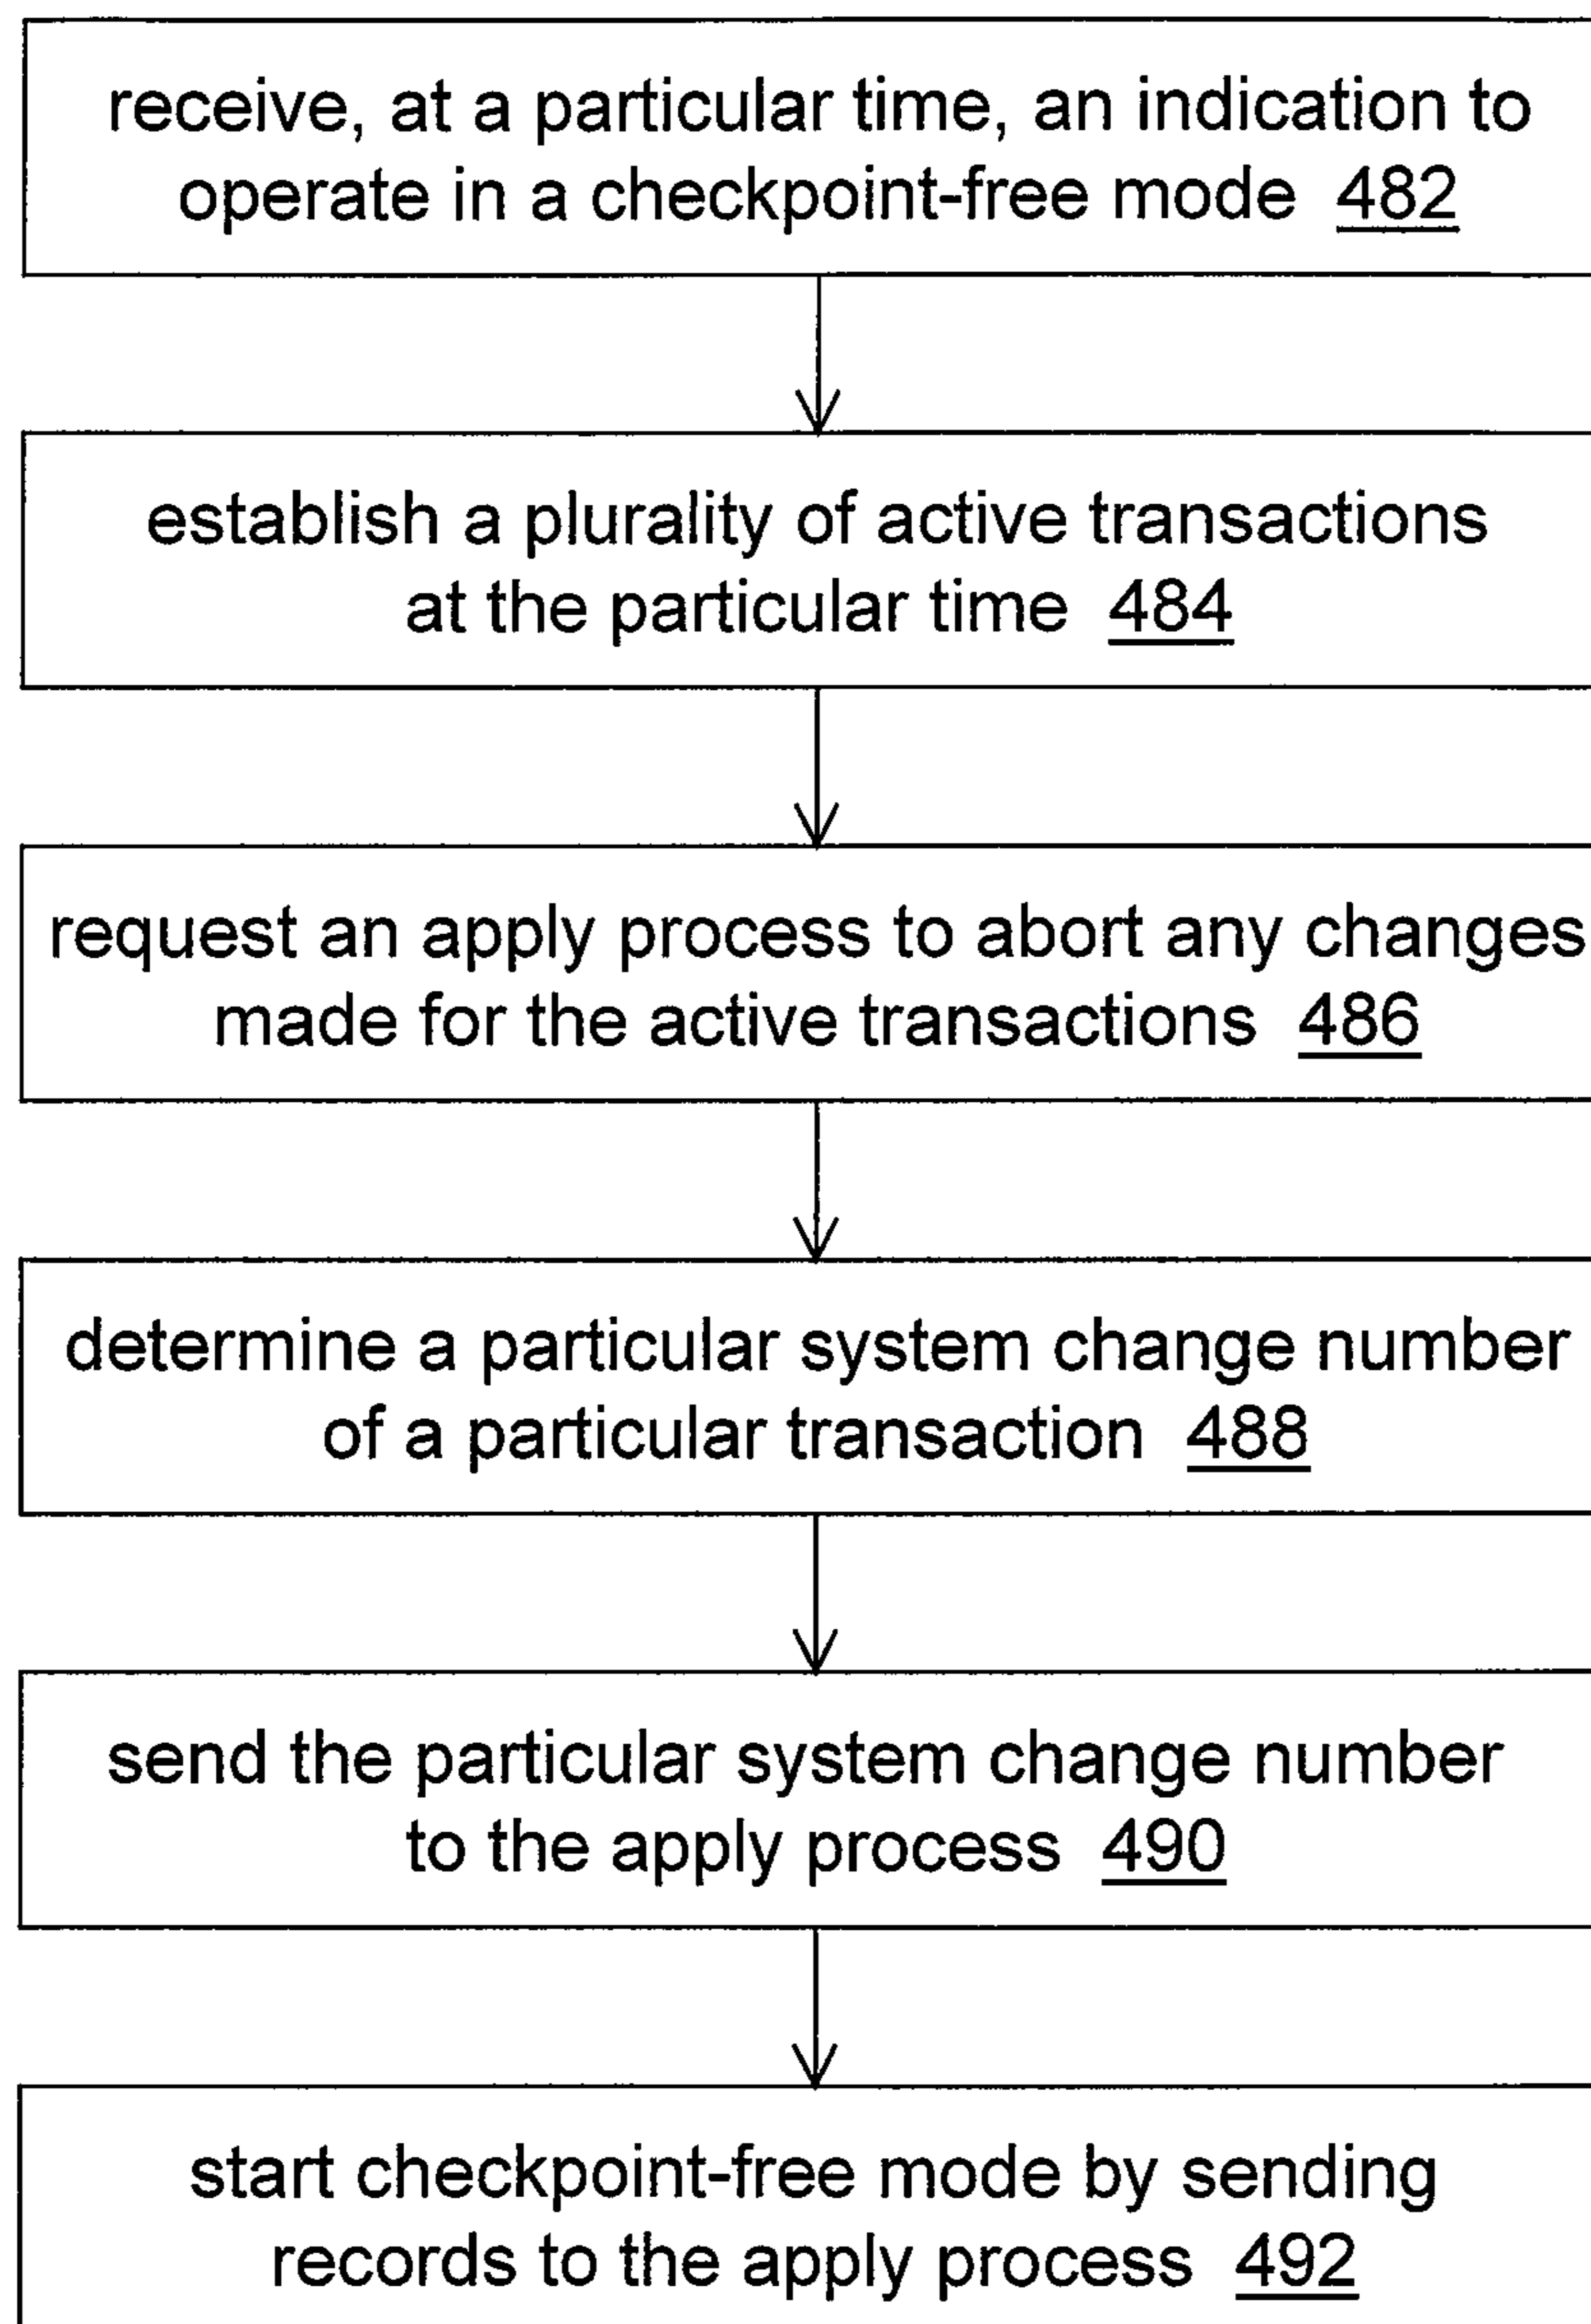 receive, at a particular time, an indication to
operate in a checkpoint-free mode 482
establish a plurality of active transactions
at the particular time 484
request an apply process to abort any changes
made for the active transactions 486
determine a particular system change number
of a particular transaction 488
send the particular system change number
to the apply process 490
start checkpoint-free mode by sending
records to the apply process 492